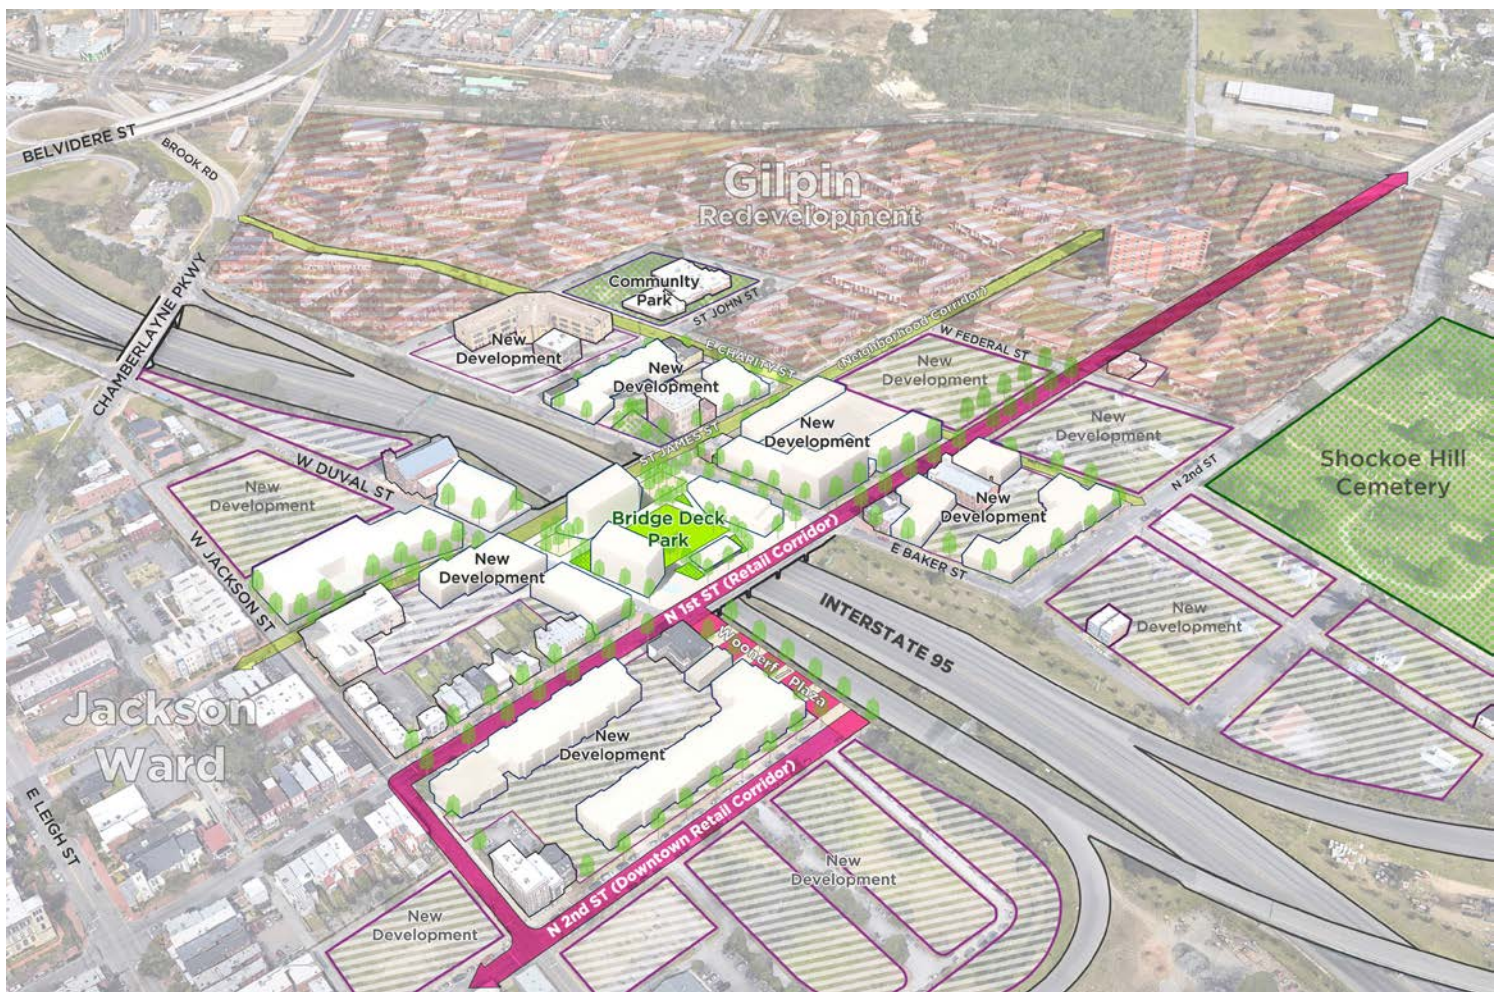 BELVIDERE ST
BROOK RD
Gilpin
Redevelopment
CHAMBERLAYNE PKWY
Community
Park
ST JOHN ST
(Neighborhood Corridor)
W FEDERAL ST
New
Development
E CHARITY ST
New
Development
New
Development
New
Development
New
Development
ST JAMES ST
Shockoe Hill
Cemetery
N 2nd ST
W DUVAL ST
New
Development
New
Development
Bridge Deck
Park
E BAKER ST
W JACKSON ST
New
Development
N 1st ST (Retail Corridor)
INTERSTATE 95
New
Development
Woonerf / Plaza
Jackson
Ward
New
Development
E LEIGH ST
N 2nd ST (Downtown Retail Corridor)
New
Development
New
Development